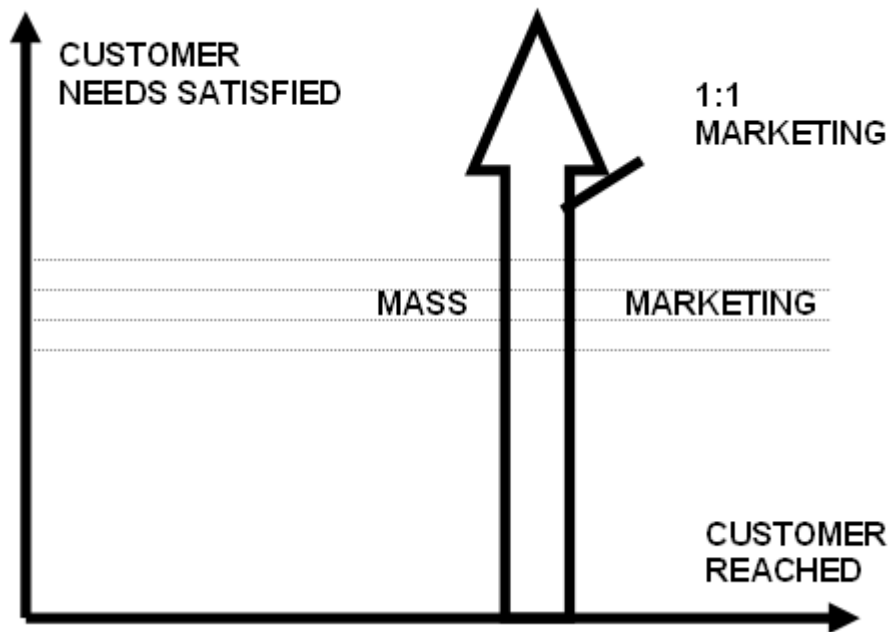 CUSTOMER
NEEDS SATISFIED
1:1
MARKETING
MASS MARKETING
CUSTOMER
REACHED